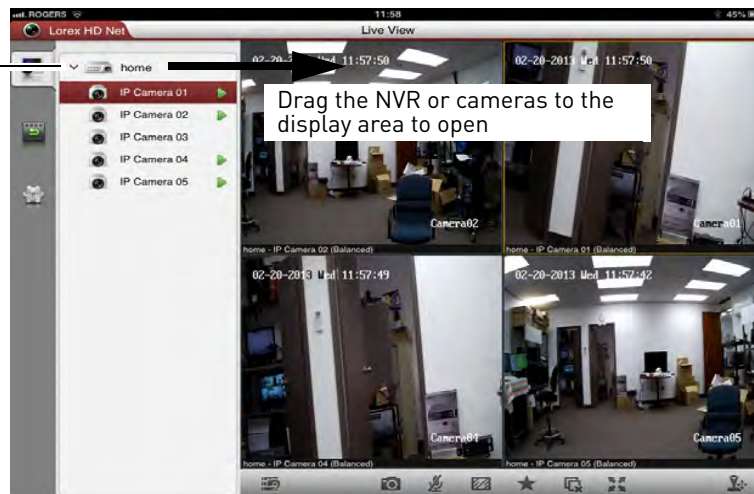 ROGERS 11:58 45%
Lorex HD Net Live View
home
IP Camera 01
IP Camera 02
IP Camera 03
IP Camera 04
IP Camera 05
02-20-2013 Wed 11:57:50
02-20-2013 Wed 11:57:50
Drag the NVR or cameras to the
display area to open
Camera02
Camera01
home - IP Camera 02 (Balanced)
home - IP Camera 01 (Balanced)
02-20-2013 Wed 11:57:49
02-20-2013 Wed 11:57:42
Camera04
Camera05
home - IP Camera 04 (Balanced)
home - IP Camera 05 (Balanced)